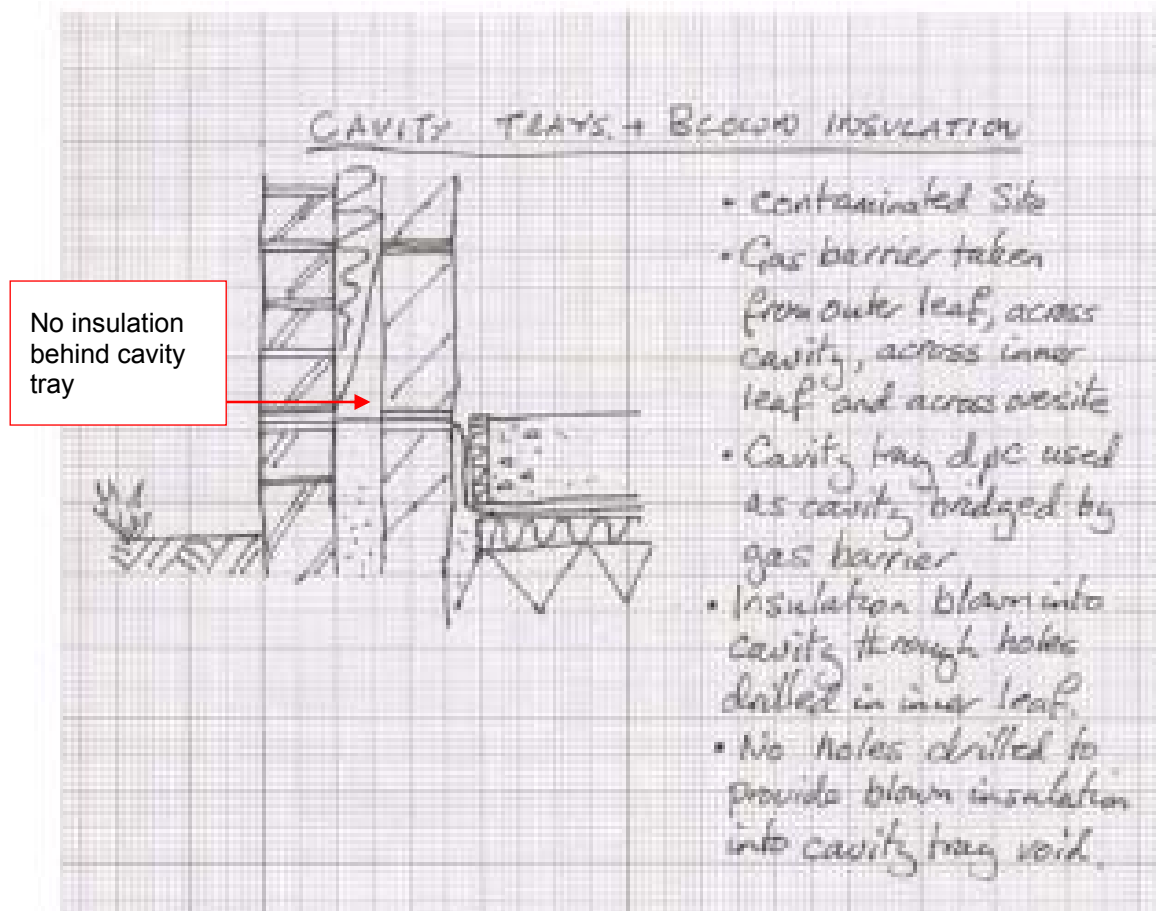 CAVITY TRAYS + BLOWN INSULATION
No insulation
behind cavity
tray
• Contaminated Site
• Gas barrier taken
from outer leaf, across
cavity, across inner
leaf and across oversite
• Cavity tray dpc used
as cavity bridged by
gas barrier
• Insulation blown into
cavity through holes
drilled in inner leaf.
• No holes drilled to
provide blown insulation
into cavity tray void.